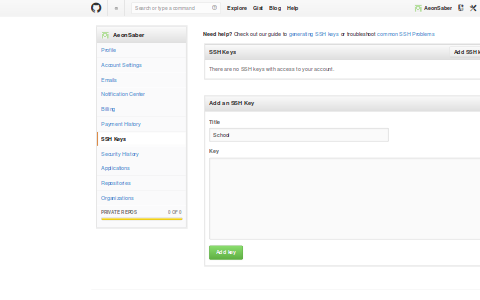 Search or type a command
Explore Gist Blog Help
AeonSaber
AeonSaber
Profile
Account Settings
Emails
Notification Center
Billing
Payment History
SSH Keys
Security History
Applications
Repositories
Organizations
PRIVATE REPOS 0 OF 0
Need help? Check out our guide to generating SSH keys or troubleshoot common SSH Problems
SSH Keys
Add SSH k
There are no SSH keys with access to your account.
Add an SSH Key
Title
School
Key
Add key